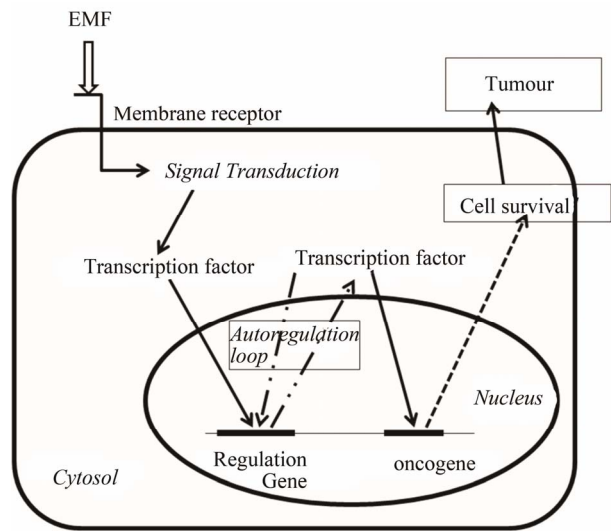 EMF
Tumour
Membrane receptor
Signal Transduction
Cell survival/
Transcription factor
Transcription factor
Autoregulation
loop
Nucleus
Regulation
Gene
oncogene
Cytosol